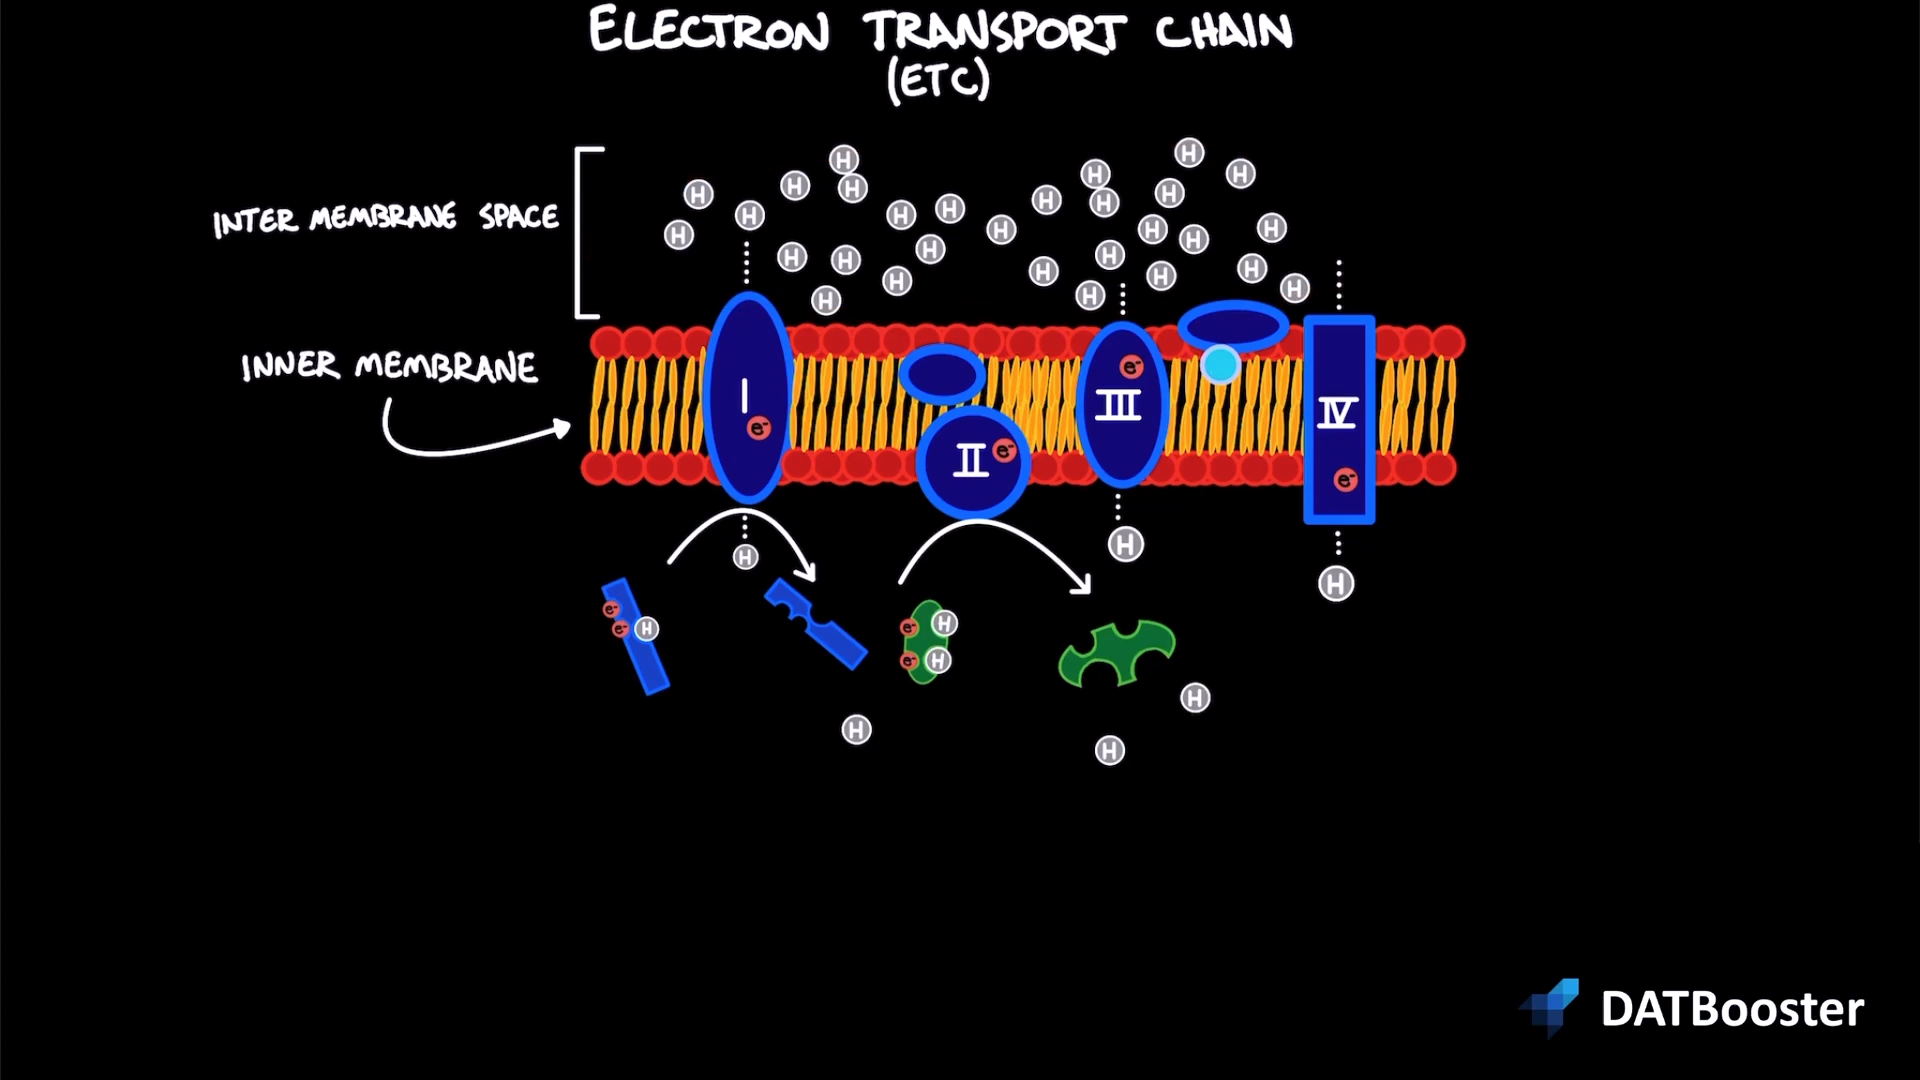 ELECTRON TRANSPORT CHAIN
(ETC)
H H
H H
H H H H H
H H H H
INTER MEMBRANE SPACE
H H H H H
H H H
H H H H
H H H
H H
INNER MEMBRANE
e-
III
IV
I
e-
II
e-
e-
H
H
H
e-
e- H
e- H
e- H
H
H
H
DATBooster